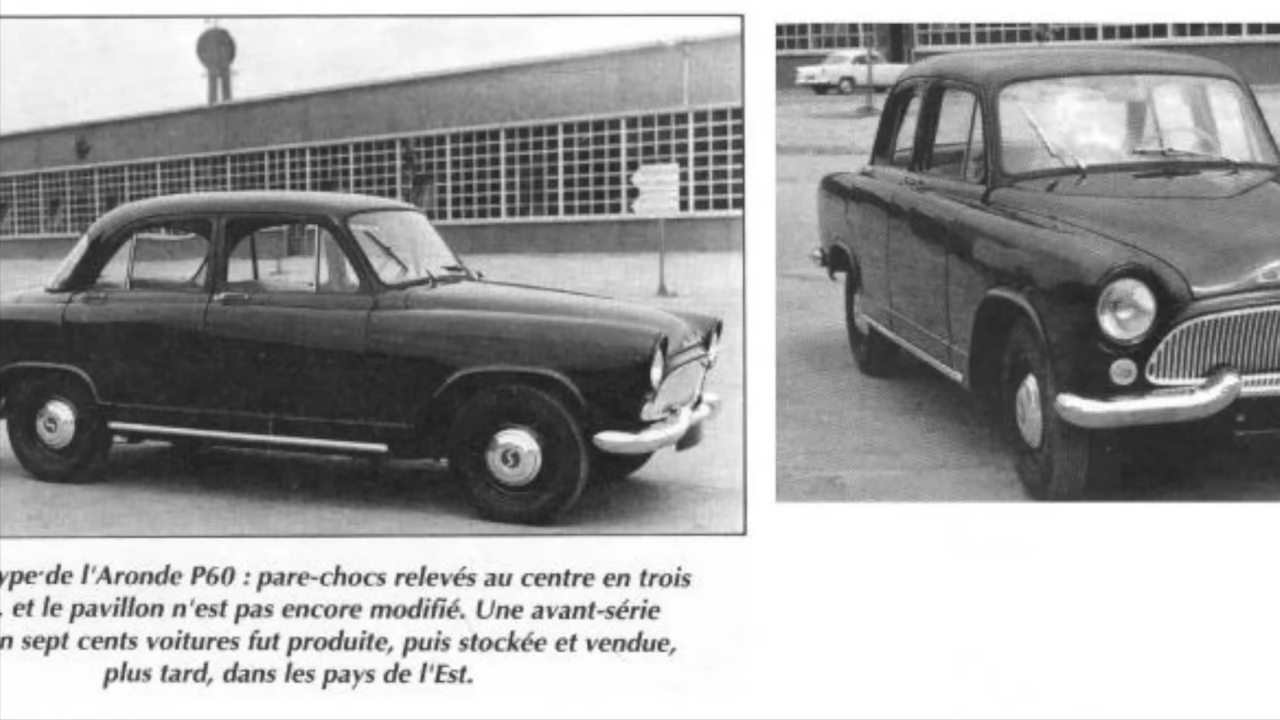 ype de l'Aronde P60 : pare-chocs relevés au centre en trois
, et le pavillon n'est pas encore modifié. Une avant-série
n sept cents voitures fut produite, puis stockée et vendue,
plus tard, dans les pays de l'Est.